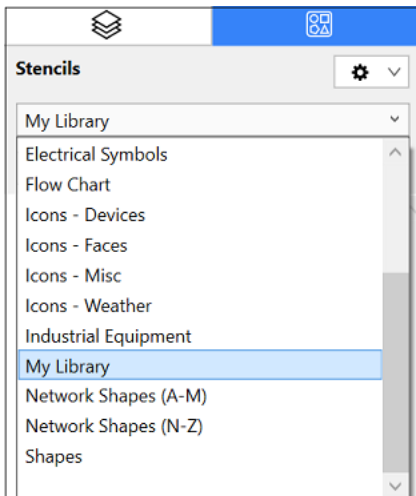 Stencils
My Library
Electrical Symbols
Flow Chart
Icons - Devices
Icons - Faces
Icons - Misc
Icons - Weather
Industrial Equipment
My Library
Network Shapes (A-M)
Network Shapes (N-Z)
Shapes